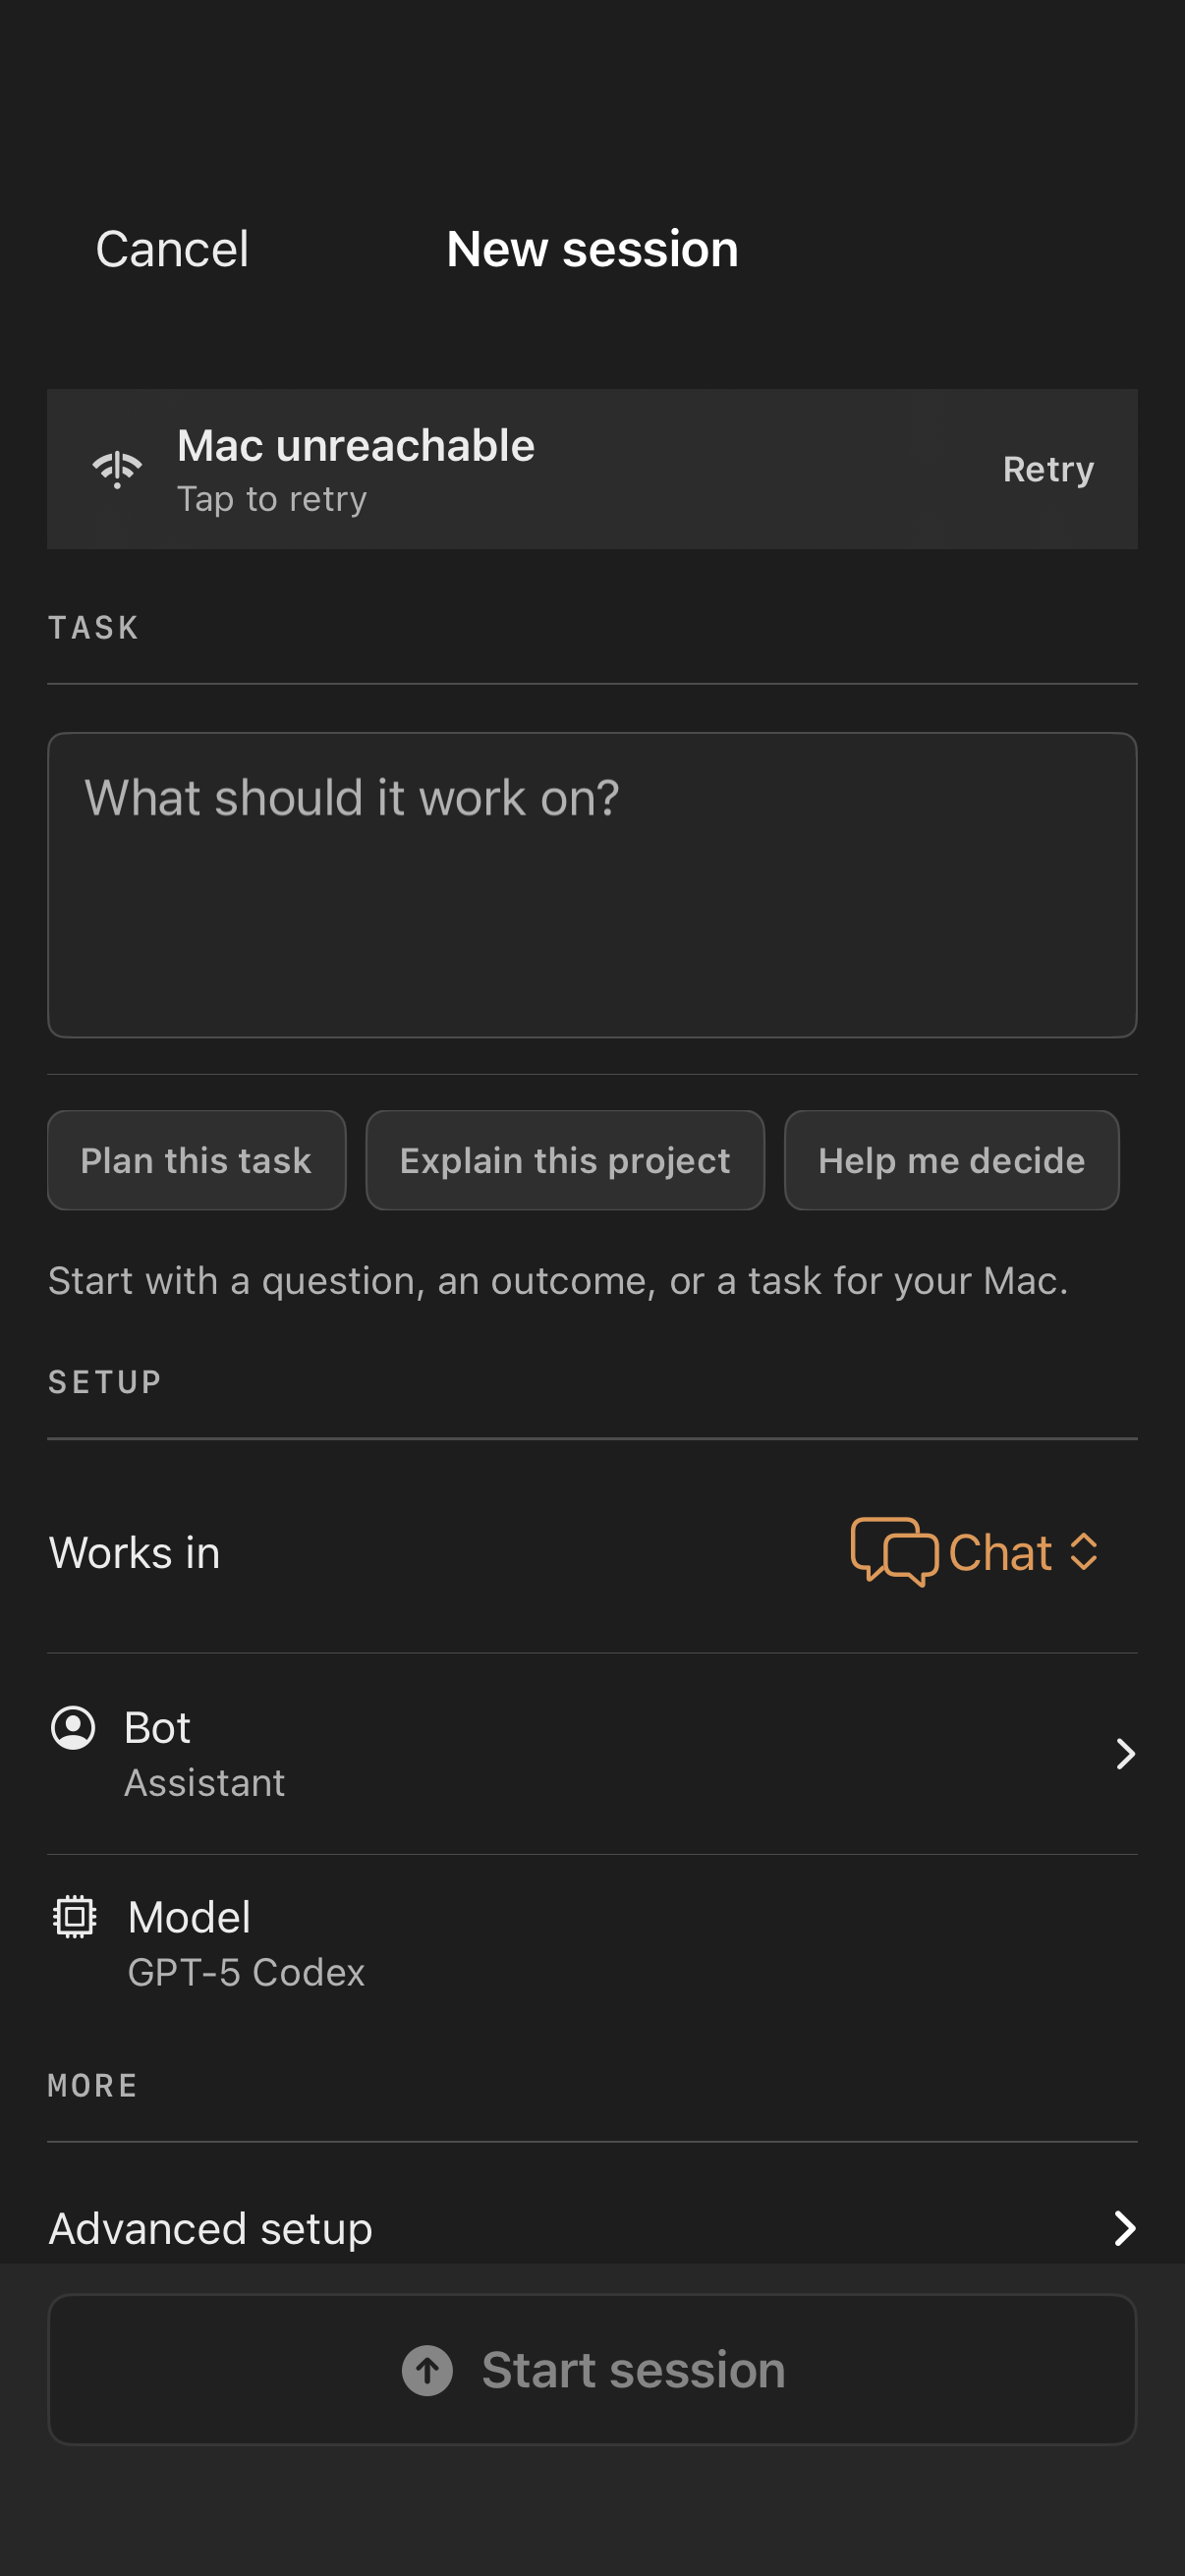 Cancel
New session
Mac unreachable
Tap to retry
Retry
TASK
What should it work on?
Plan this task
Explain this project
Help me decide
Start with a question, an outcome, or a task for your Mac.
SETUP
Works in
Chat
Bot
Assistant
Model
GPT-5 Codex
MORE
Advanced setup
Start session